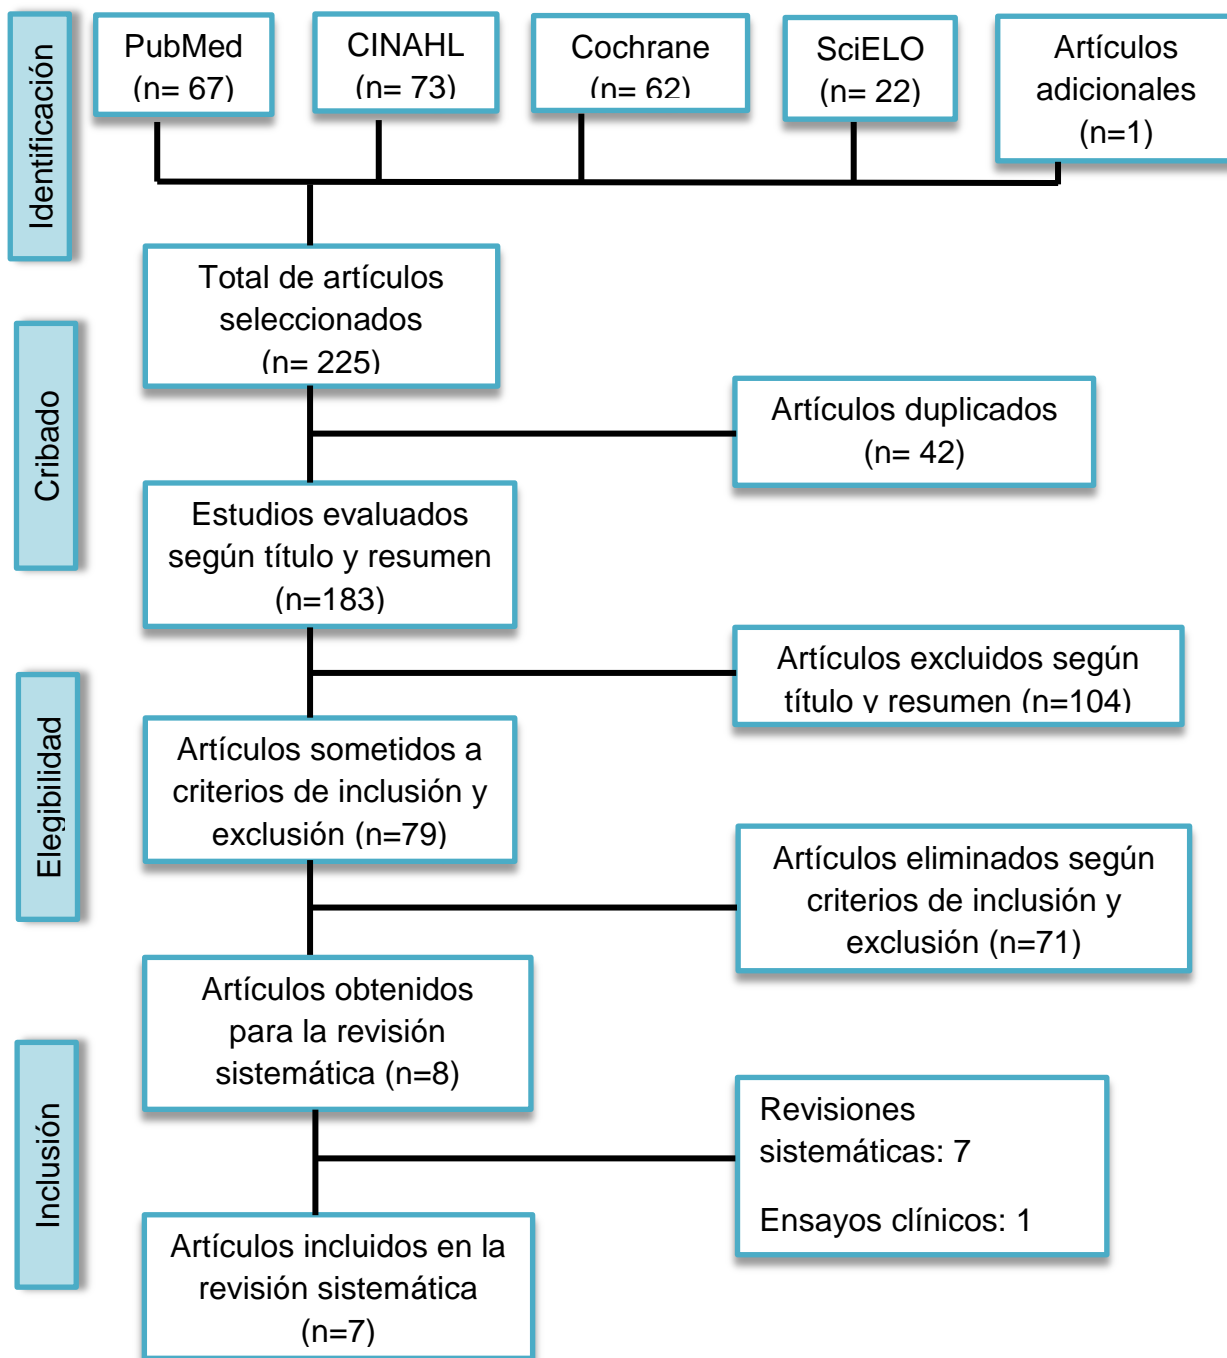 Identificación
PubMed
(n= 67)
CINAHL
(n= 73)
Cochrane
(n= 62)
SciELO
(n= 22)
Artículos
adicionales
(n=1)
Total de artículos
seleccionados
(n= 225)
Cribado
Artículos duplicados
(n= 42)
Estudios evaluados
según título y resumen
(n=183)
Artículos excluidos según
título y resumen (n=104)
Elegibilidad
Artículos sometidos a
criterios de inclusión y
exclusión (n=79)
Artículos eliminados según
criterios de inclusión y
exclusión (n=71)
Artículos obtenidos
para la revisión
sistemática (n=8)
Inclusión
Revisiones
sistemáticas: 7
Ensayos clínicos: 1
Artículos incluidos en la
revisión sistemática
(n=7)